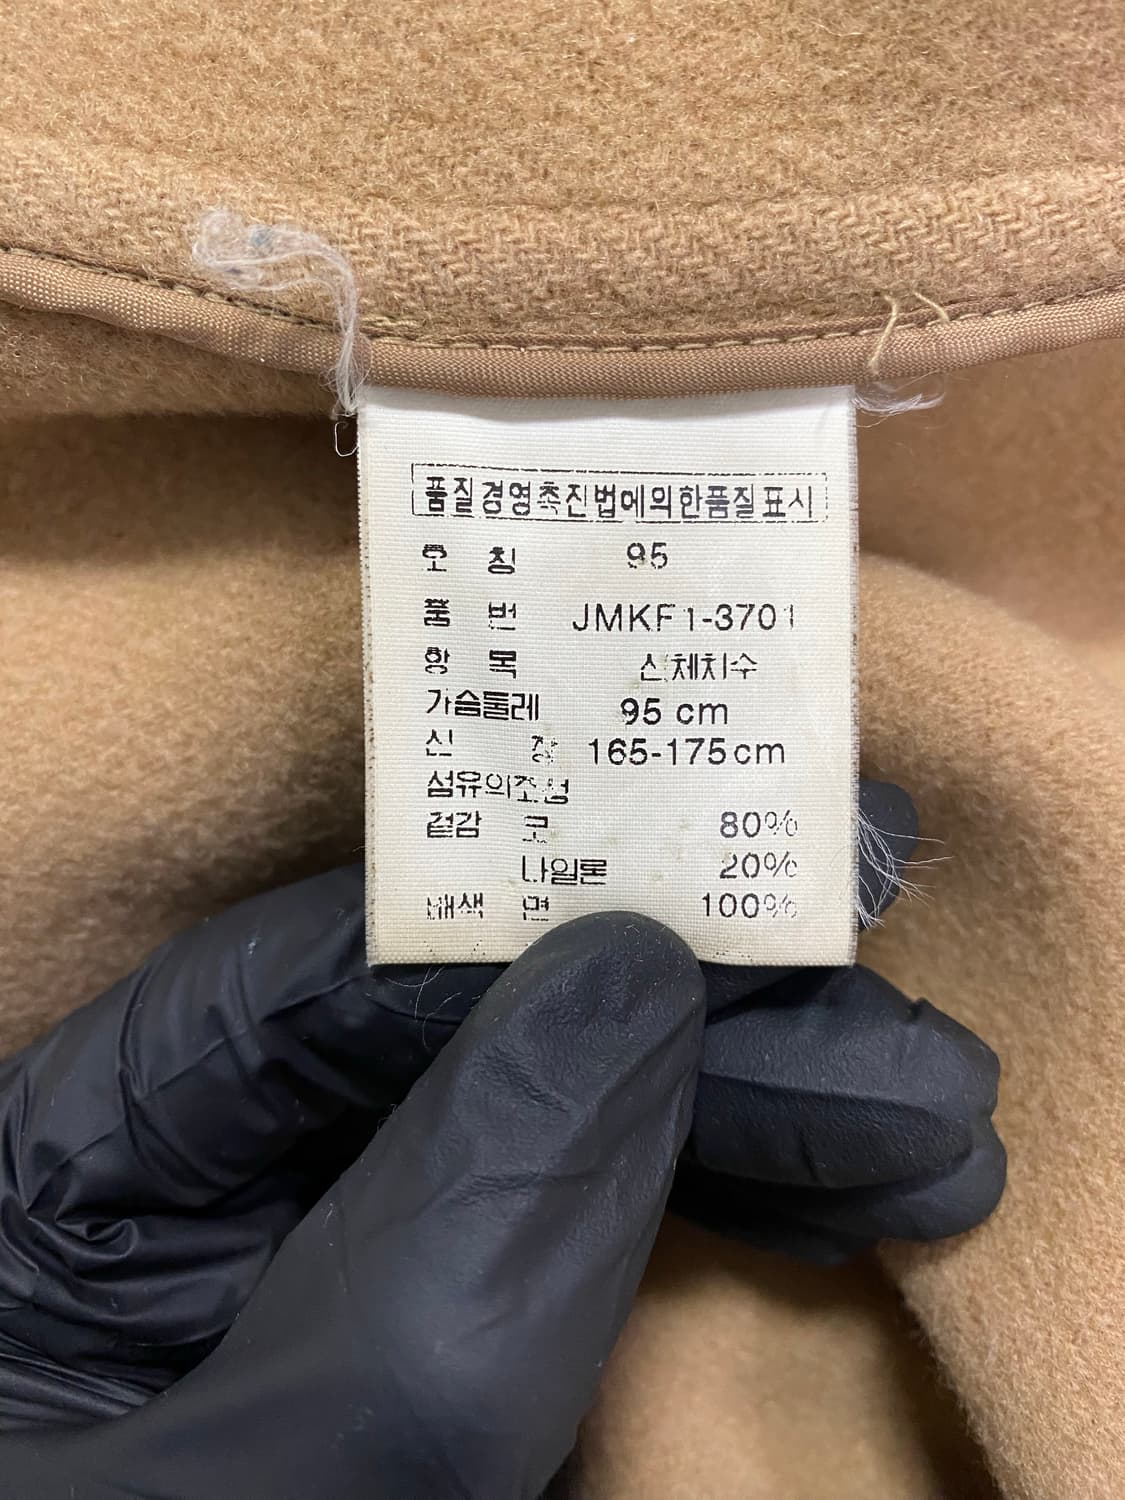 품질경영촉진법에의한품질표시
호 칭 95
품 번 JMKF1-3701
항 목 신체치수
가슴둘레 95 cm
신 장 165-175cm
섬유의조성
겉감 모 80%
나일론 20%
배색 면 100%